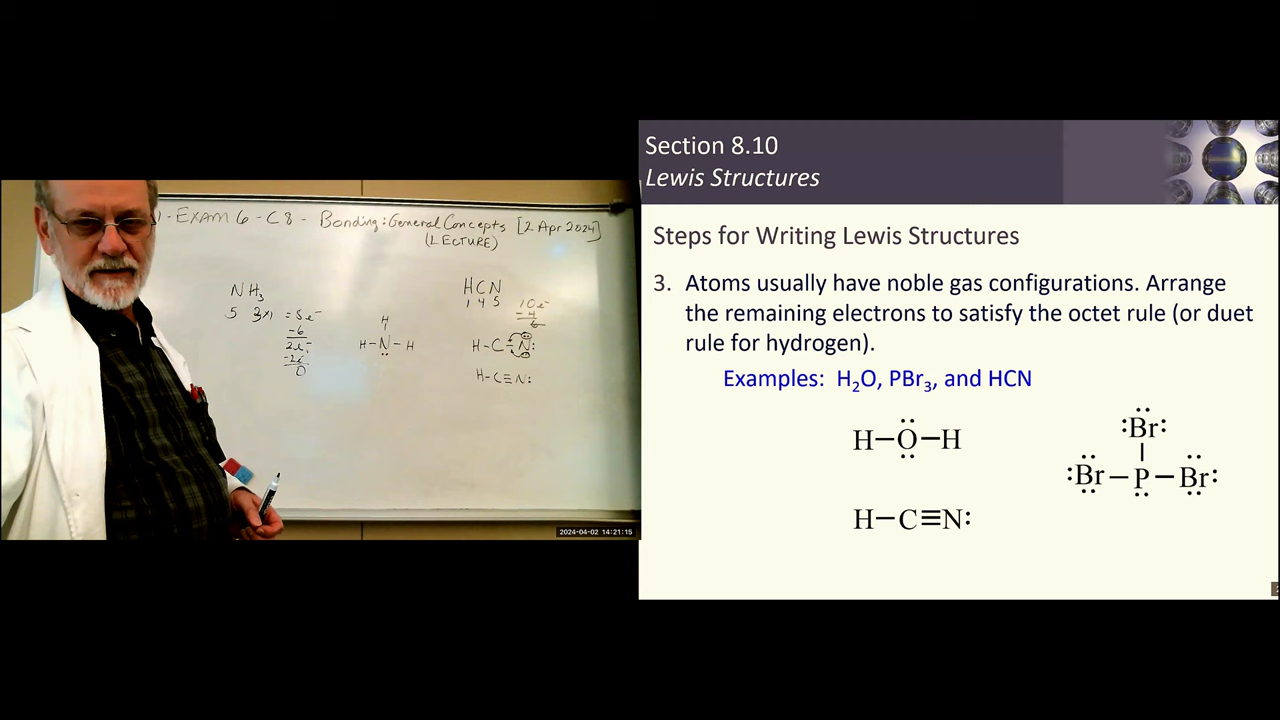 - EXAM 6 - C8 - Bonding: General Concepts [2 Apr 2024]
(LECTURE)
NH₃
5 3×1 = 8e⁻
-6
2e⁻
-2e⁻
0
H
H-N-H
HCN
1 4 5
10e⁻
-4
6
H-C-N:
H-C≡N:
2024-04-02 14:21:15
Section 8.10
Lewis Structures
Steps for Writing Lewis Structures
3. Atoms usually have noble gas configurations. Arrange
the remaining electrons to satisfy the octet rule (or duet
rule for hydrogen).
Examples: H₂O, PBr₃, and HCN
H–O–H
:Br:
:Br–P–Br:
H–C≡N: